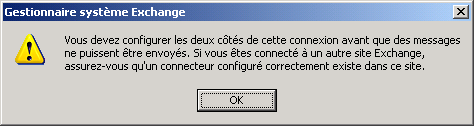 Gestionnaire système Exchange
Vous devez configurer les deux côtés de cette connexion avant que des messages
ne puissent être envoyés. Si vous êtes connecté à un autre site Exchange,
assurez-vous qu'un connecteur configuré correctement existe dans ce site.
OK